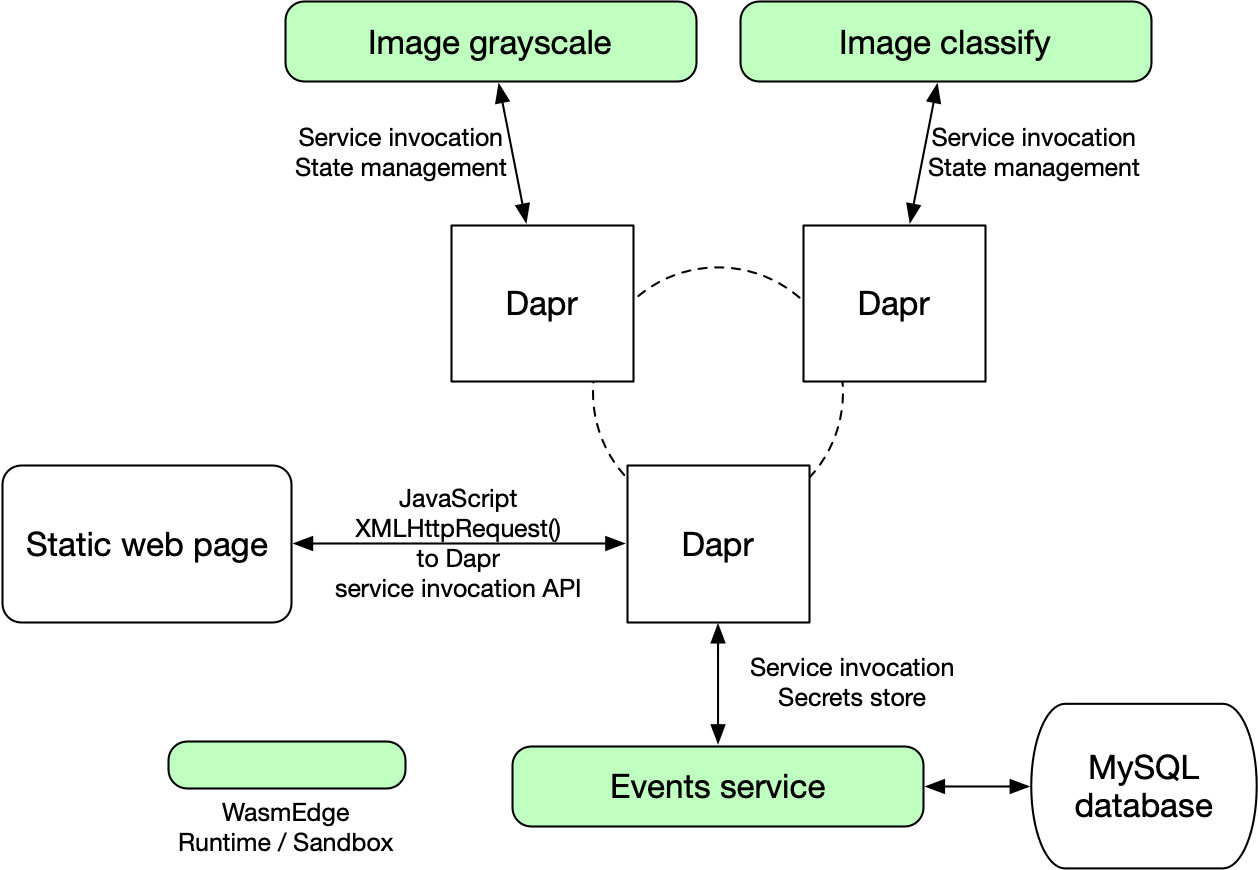 Image grayscale
Image classify
Service invocation
State management
Service invocation
State management
Dapr
Dapr
Static web page
JavaScript
XMLHttpRequest()
to Dapr
service invocation API
Dapr
Service invocation
Secrets store
WasmEdge
Runtime / Sandbox
Events service
MySQL
database